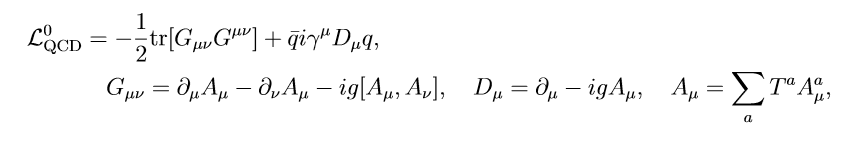 $\mathcal{L}^0_{\mathrm{QCD}} = -\frac{1}{2}\mathrm{tr}[G_{\mu\nu}G^{\mu\nu}] + \bar{q}i\gamma^\mu D_\mu q,$
$G_{\mu\nu} = \partial_\mu A_\mu - \partial_\nu A_\mu - ig[A_\mu, A_\nu], \quad D_\mu = \partial_\mu - igA_\mu, \quad A_\mu = \sum_a T^a A^a_\mu,$